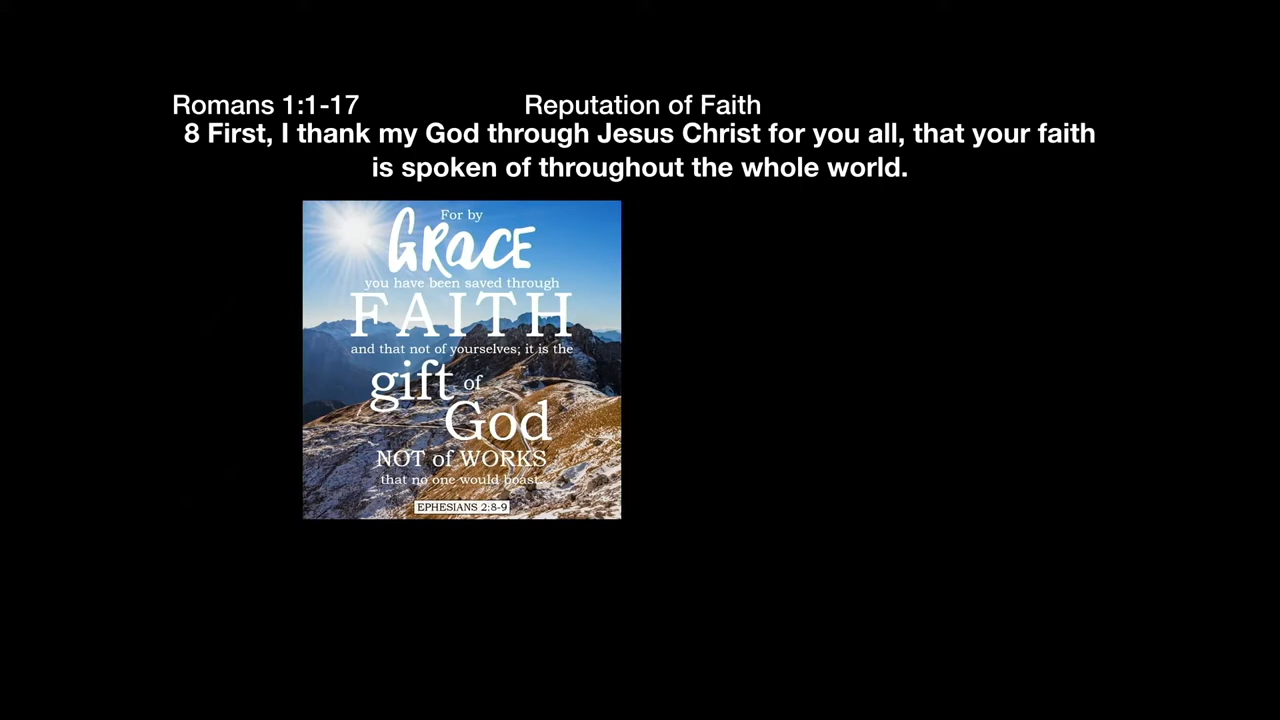 Romans 1:1-17 Reputation of Faith
8 First, I thank my God through Jesus Christ for you all, that your faith
is spoken of throughout the whole world.
For by
GRaCE
you have been saved through
FAITH
and that not of yourselves; it is the
gift of
God
NOT of WORKS
that no one would boast.
EPHESIANS 2:8-9